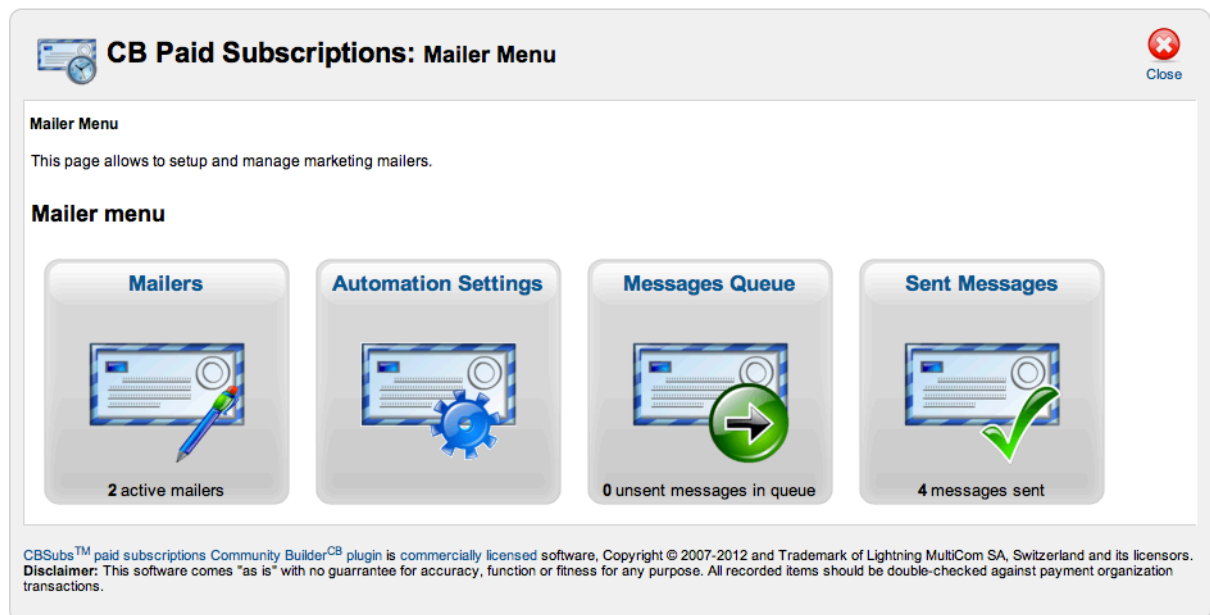 CB Paid Subscriptions: Mailer Menu
Close
Mailer Menu
This page allows to setup and manage marketing mailers.
Mailer menu
Mailers
Automation Settings
Messages Queue
Sent Messages
2 active mailers
0 unsent messages in queue
4 messages sent
CBSubs™ paid subscriptions Community Builder^CB plugin is commercially licensed software, Copyright © 2007-2012 and Trademark of Lightning MultiCom SA, Switzerland and its licensors.
Disclaimer: This software comes "as is" with no guarrantee for accuracy, function or fitness for any purpose. All recorded items should be double-checked against payment organization
transactions.